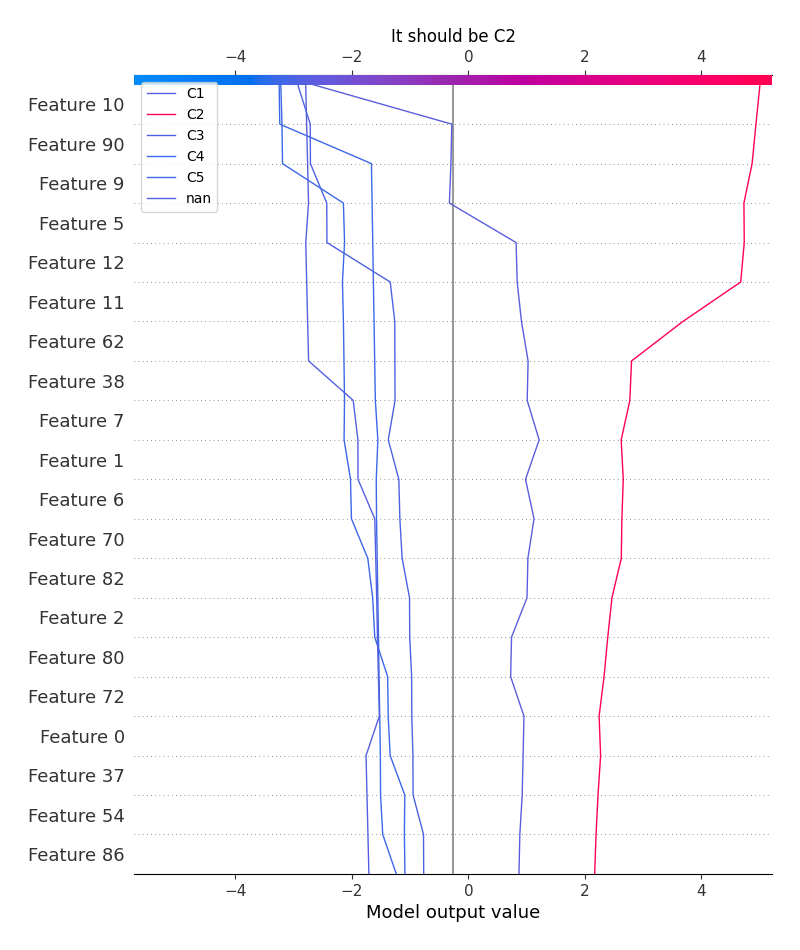 It should be C2
−4 −2 0 2 4
C1
C2
C3
C4
C5
nan
Feature 10
Feature 90
Feature 9
Feature 5
Feature 12
Feature 11
Feature 62
Feature 38
Feature 7
Feature 1
Feature 6
Feature 70
Feature 82
Feature 2
Feature 80
Feature 72
Feature 0
Feature 37
Feature 54
Feature 86
−4 −2 0 2 4
Model output value